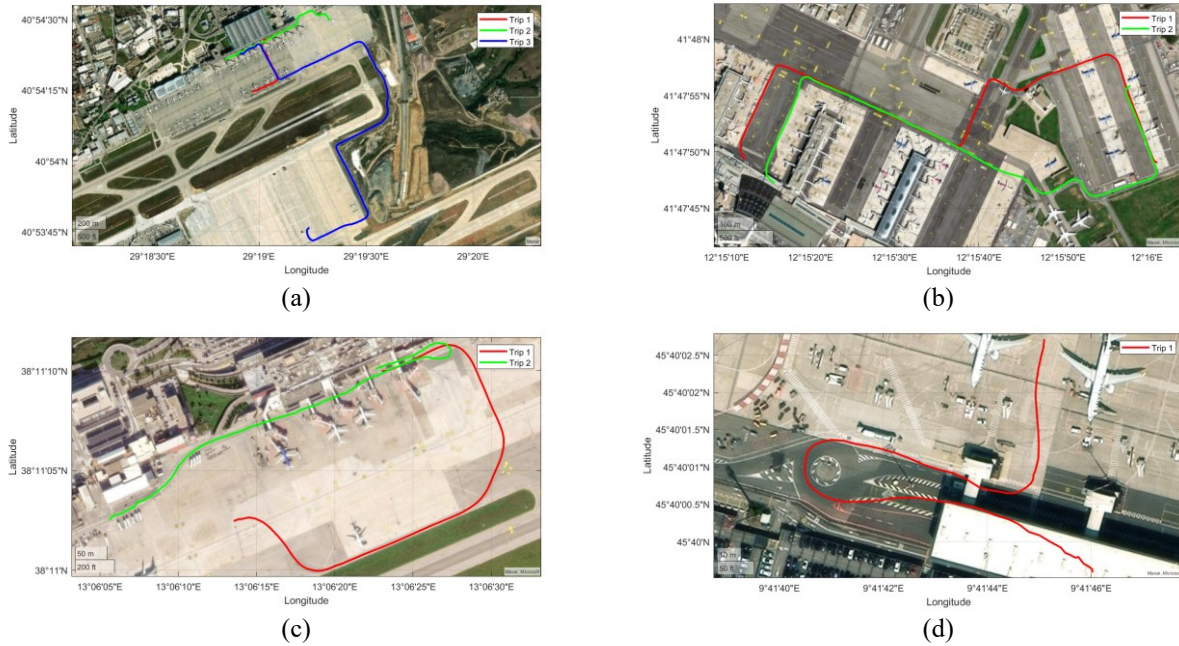 40°54'30"N
40°54'15"N
40°54'N
40°53'45"N
Latitude
Trip 1
Trip 2
Trip 3
200 m
500 ft
29°18'30"E
29°19'E
29°19'30"E
29°20'E
Longitude
(a)
41°48'N
41°47'55"N
41°47'50"N
41°47'45"N
Latitude
Trip 1
Trip 2
100 m
500 ft
12°15'10"E
12°15'20"E
12°15'30"E
12°15'40"E
12°15'50"E
12°16'E
Longitude
(b)
38°11'10"N
38°11'05"N
38°11'N
Latitude
Trip 1
Trip 2
50 m
200 ft
13°06'05"E
13°06'10"E
13°06'15"E
13°06'20"E
13°06'25"E
13°06'30"E
Longitude
(c)
45°40'02.5"N
45°40'02"N
45°40'01.5"N
45°40'01"N
45°40'00.5"N
45°40'N
Latitude
Trip 1
50 ft
9°41'40"E
9°41'42"E
9°41'44"E
9°41'46"E
Longitude
(d)